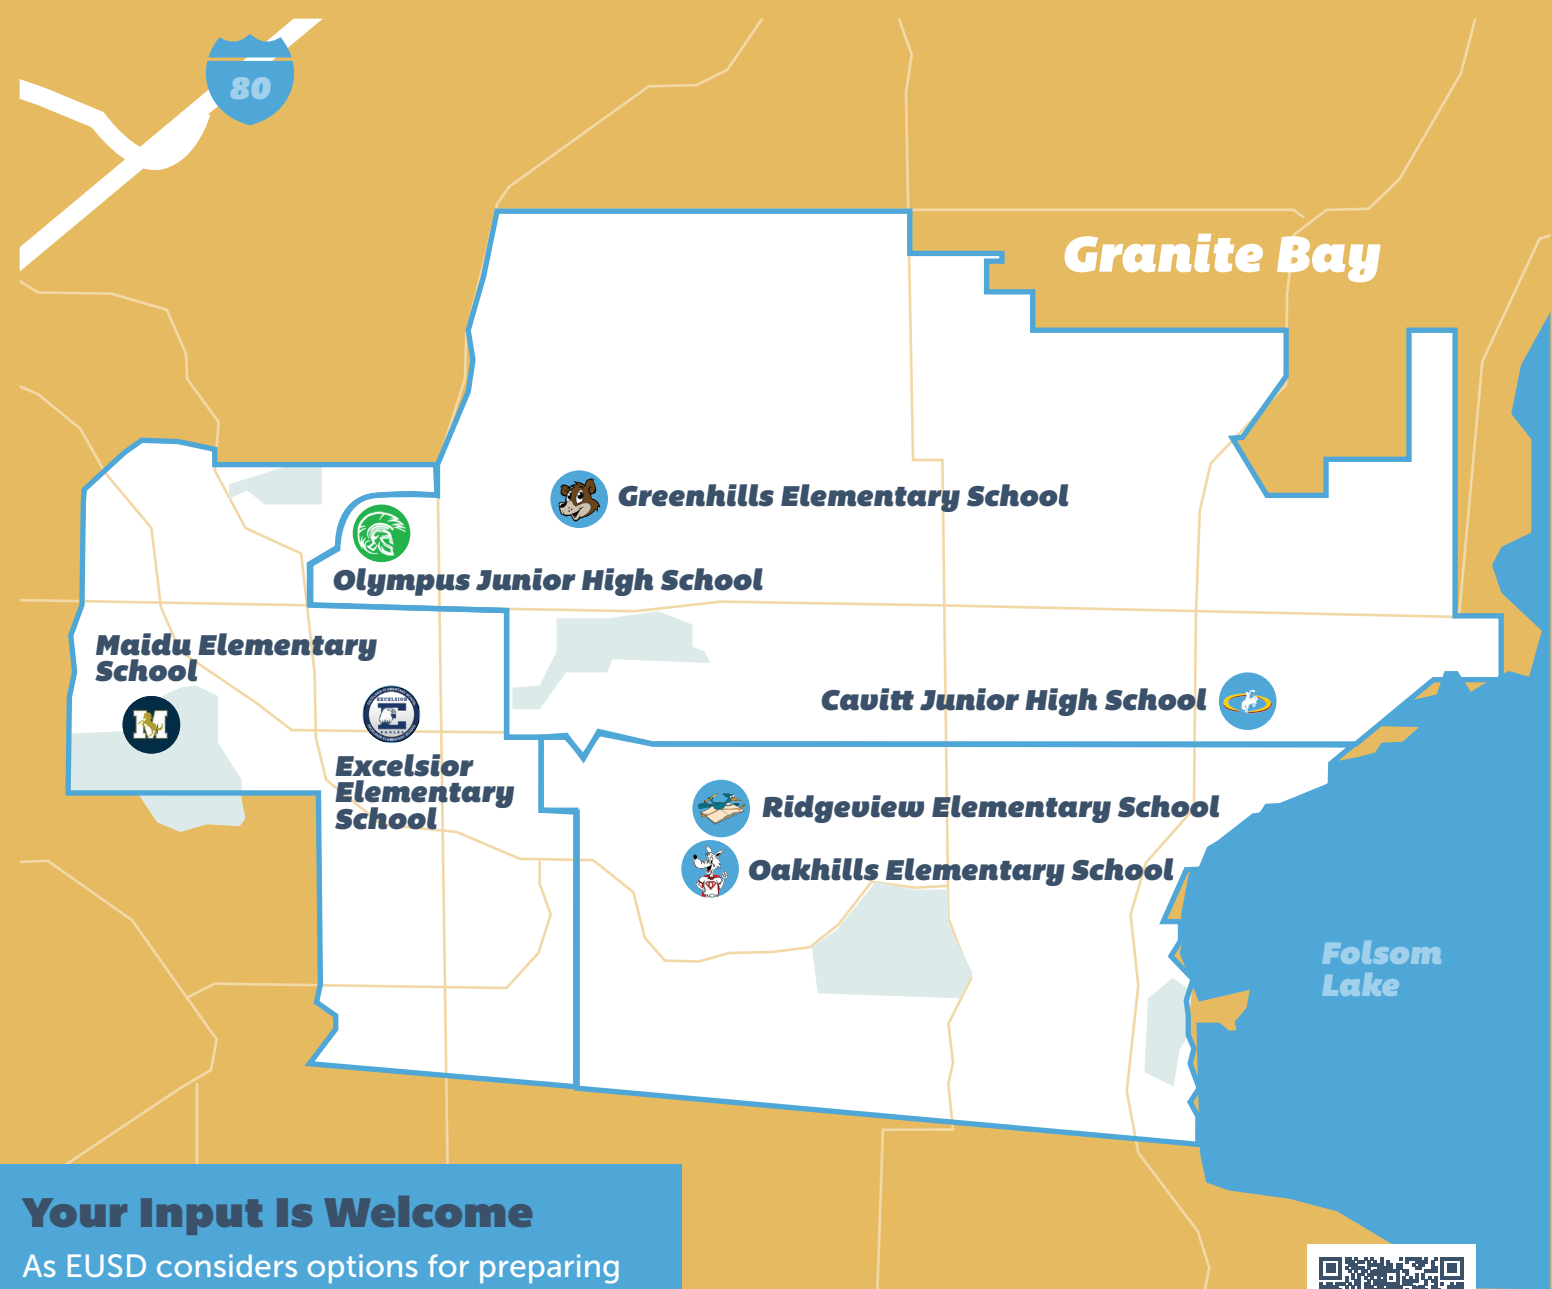 80
Granite Bay
Greenhills Elementary School
Olympus Junior High School
Maidu Elementary
School
M
EXCELSIOR
E
Cavitt Junior High School
Excelsior
Elementary
School
Ridgeview Elementary School
Oakhills Elementary School
Folsom
Lake
Your Input Is Welcome
As EUSD considers options for preparing